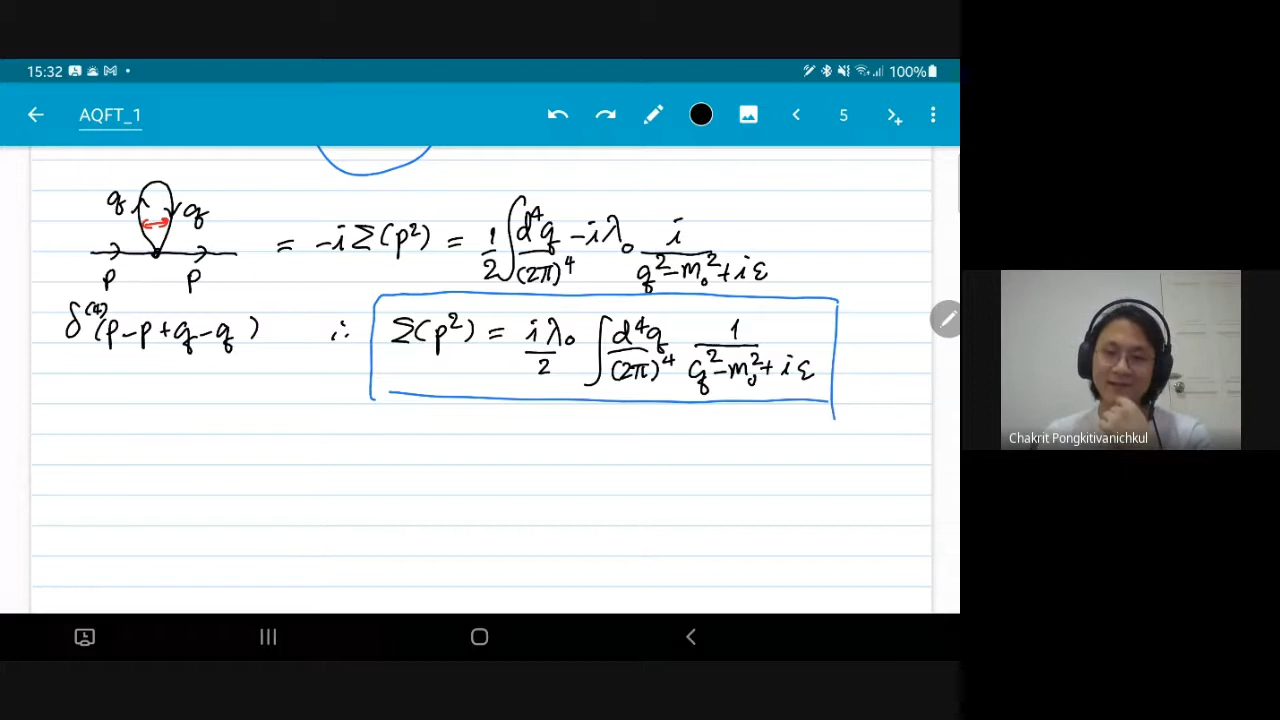 15:32
100%
AQFT_1
5
q q
= -iΣ(p²) = 1/2 ∫ d⁴q/(2π)⁴ -iλ₀ i/(q²-m₀²+iε)
p p
δ⁽⁴⁾(p-p+q-q) ∴ Σ(p²) = iλ₀/2 ∫ d⁴q/(2π)⁴ 1/(q²-m₀²+iε)
Chakrit Pongkitivanichkul